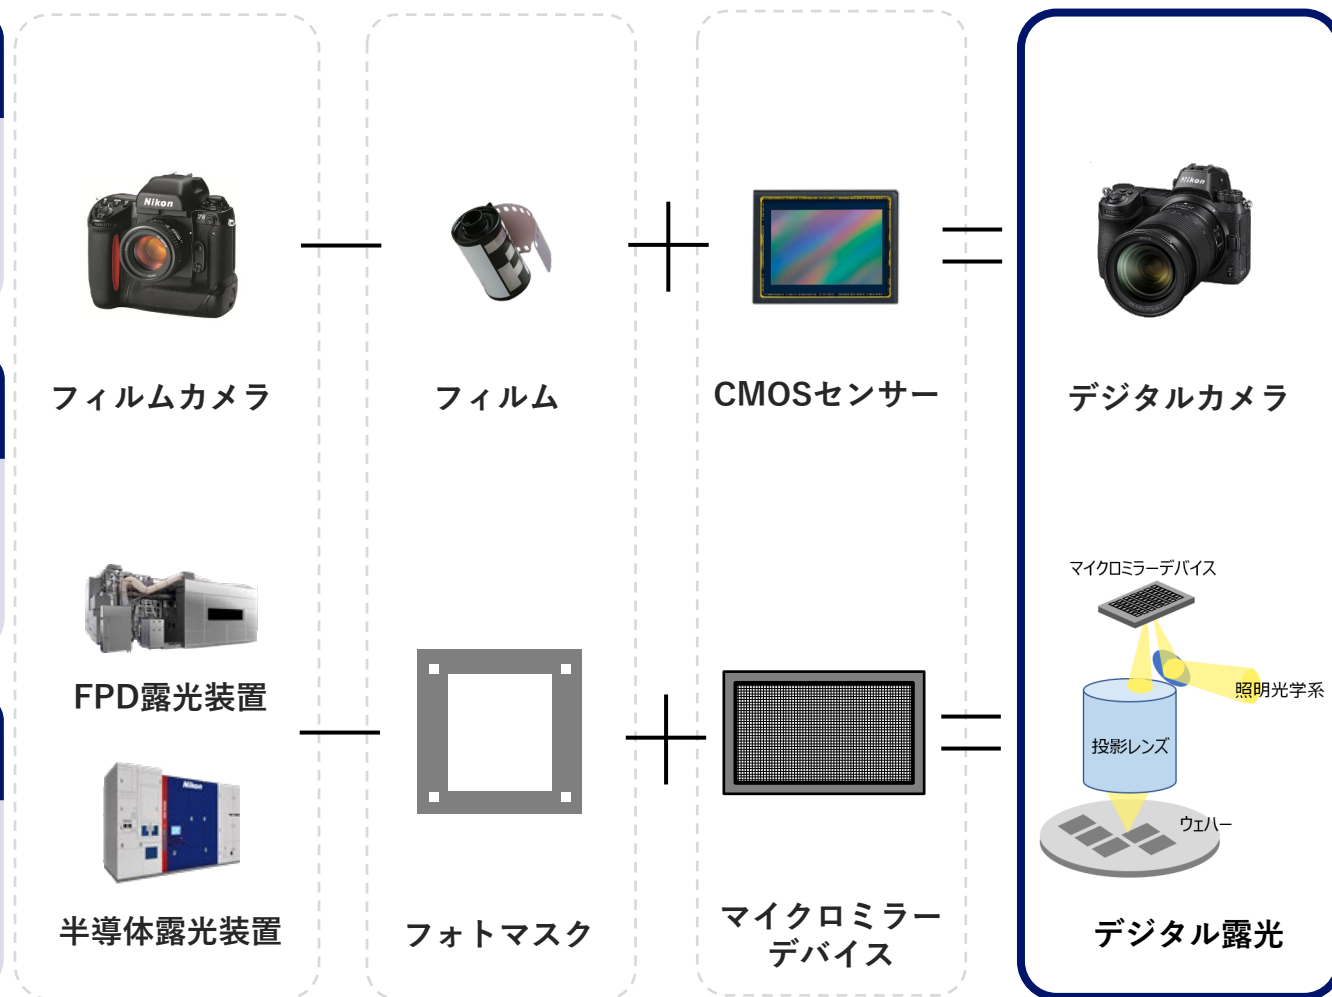 Nikon
Nikon
フィルムカメラ
フィルム
CMOSセンサー
デジタルカメラ
マイクロミラーデバイス
照明光学系
投影レンズ
ウェハー
FPD露光装置
Nikon
半導体露光装置
フォトマスク
マイクロミラー
デバイス
デジタル露光